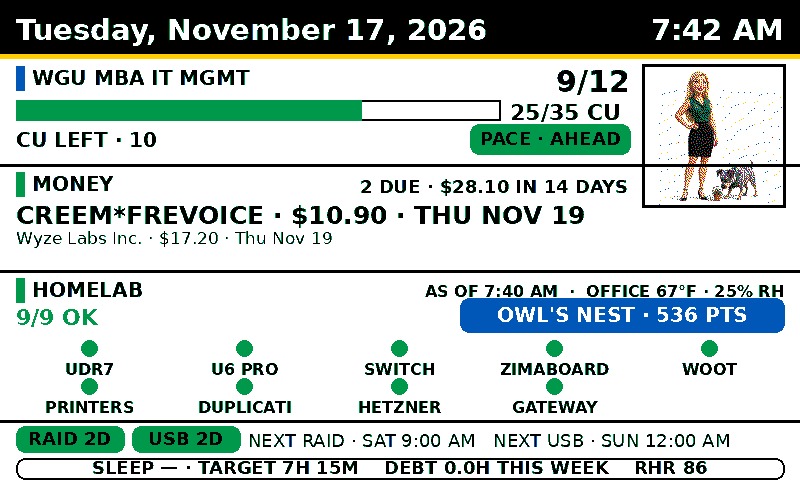 Tuesday, November 17, 2026 7:42 AM
WGU MBA IT MGMT 9/12
25/35 CU
CU LEFT · 10 PACE · AHEAD
MONEY 2 DUE · $28.10 IN 14 DAYS
CREEM*FREVOICE · $10.90 · THU NOV 19
Wyze Labs Inc. · $17.20 · Thu Nov 19
HOMELAB AS OF 7:40 AM · OFFICE 67°F · 25% RH
9/9 OK OWL'S NEST · 536 PTS
UDR7 U6 PRO SWITCH ZIMABOARD WOOT
PRINTERS DUPLICATI HETZNER GATEWAY
RAID 2D USB 2D NEXT RAID · SAT 9:00 AM NEXT USB · SUN 12:00 AM
SLEEP — · TARGET 7H 15M DEBT 0.0H THIS WEEK RHR 86